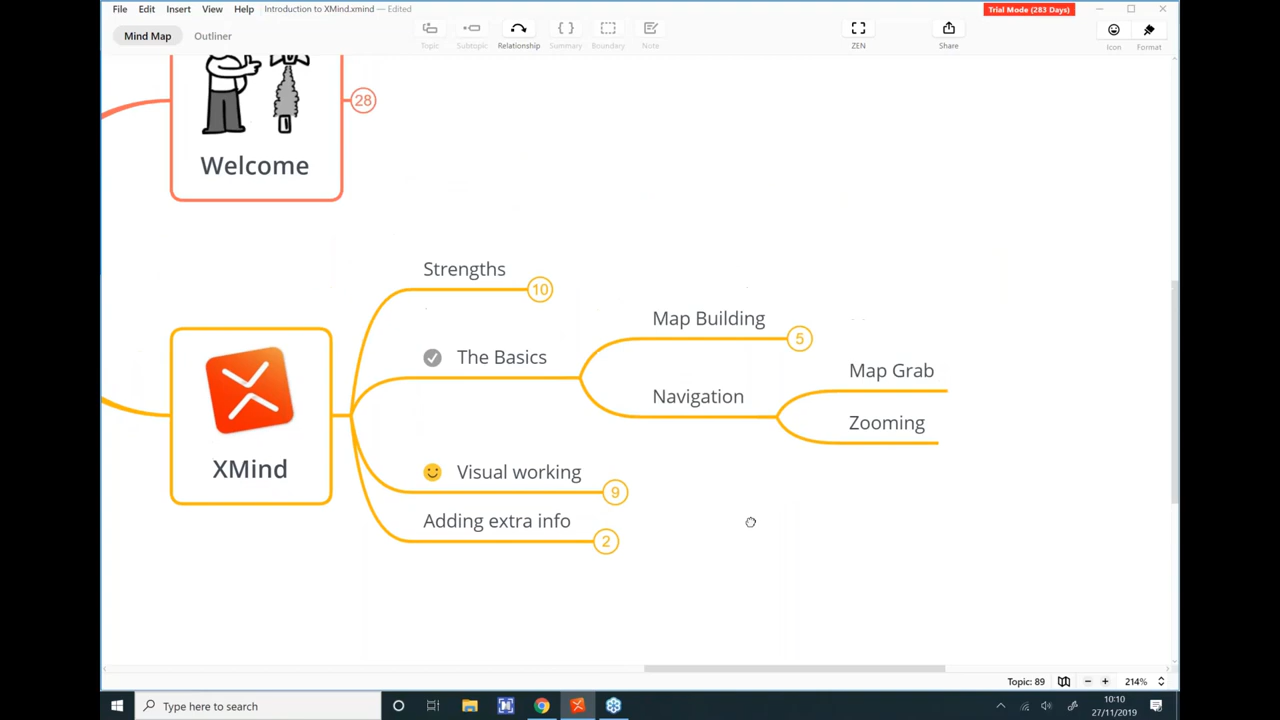 File Edit Insert View Help Introduction to XMind.xmind — Edited Trial Mode (283 Days)
Mind Map Outliner
Topic Subtopic Relationship Summary Boundary Note ZEN Share Icon Format
28
Welcome
Strengths
10
Map Building
5
The Basics
Map Grab
Navigation
Zooming
XMind
Visual working
9
Adding extra info
2
Topic: 89 214%
Type here to search
10:10
27/11/2019